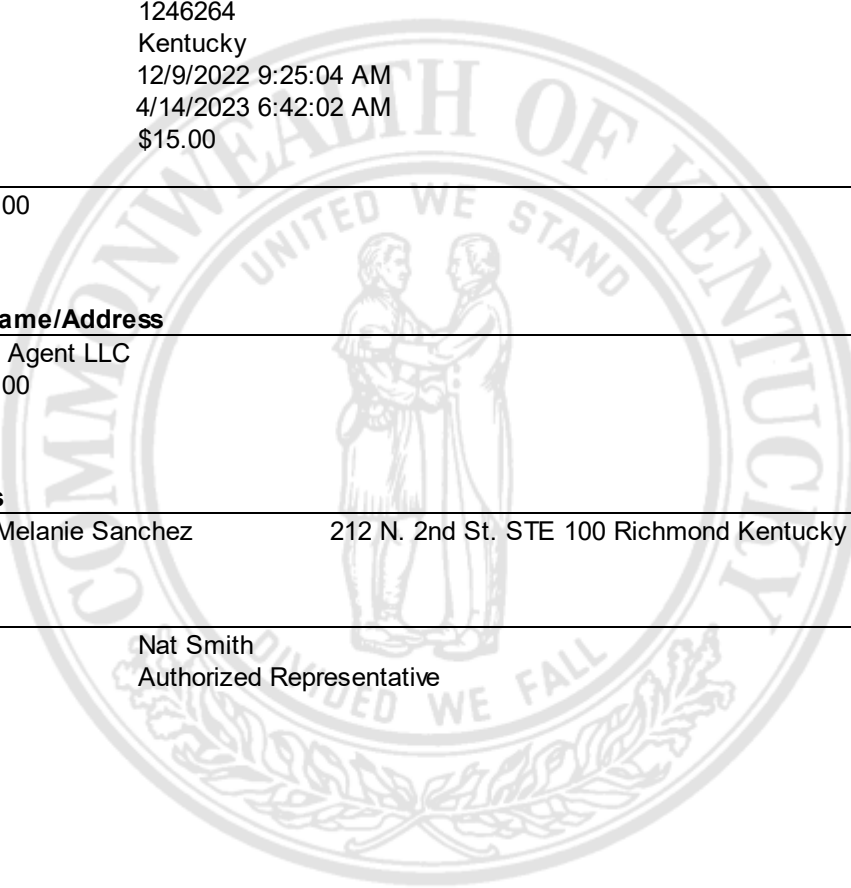 1246264
Kentucky
12/9/2022 9:25:04 AM
4/14/2023 6:42:02 AM
$15.00
00
ame/Address
Agent LLC
00
s
Melanie Sanchez 212 N. 2nd St. STE 100 Richmond Kentucky
Nat Smith
Authorized Representative
COMMONWEALTH OF KENTUCKY
UNITED WE STAND
DIVIDED WE FALL